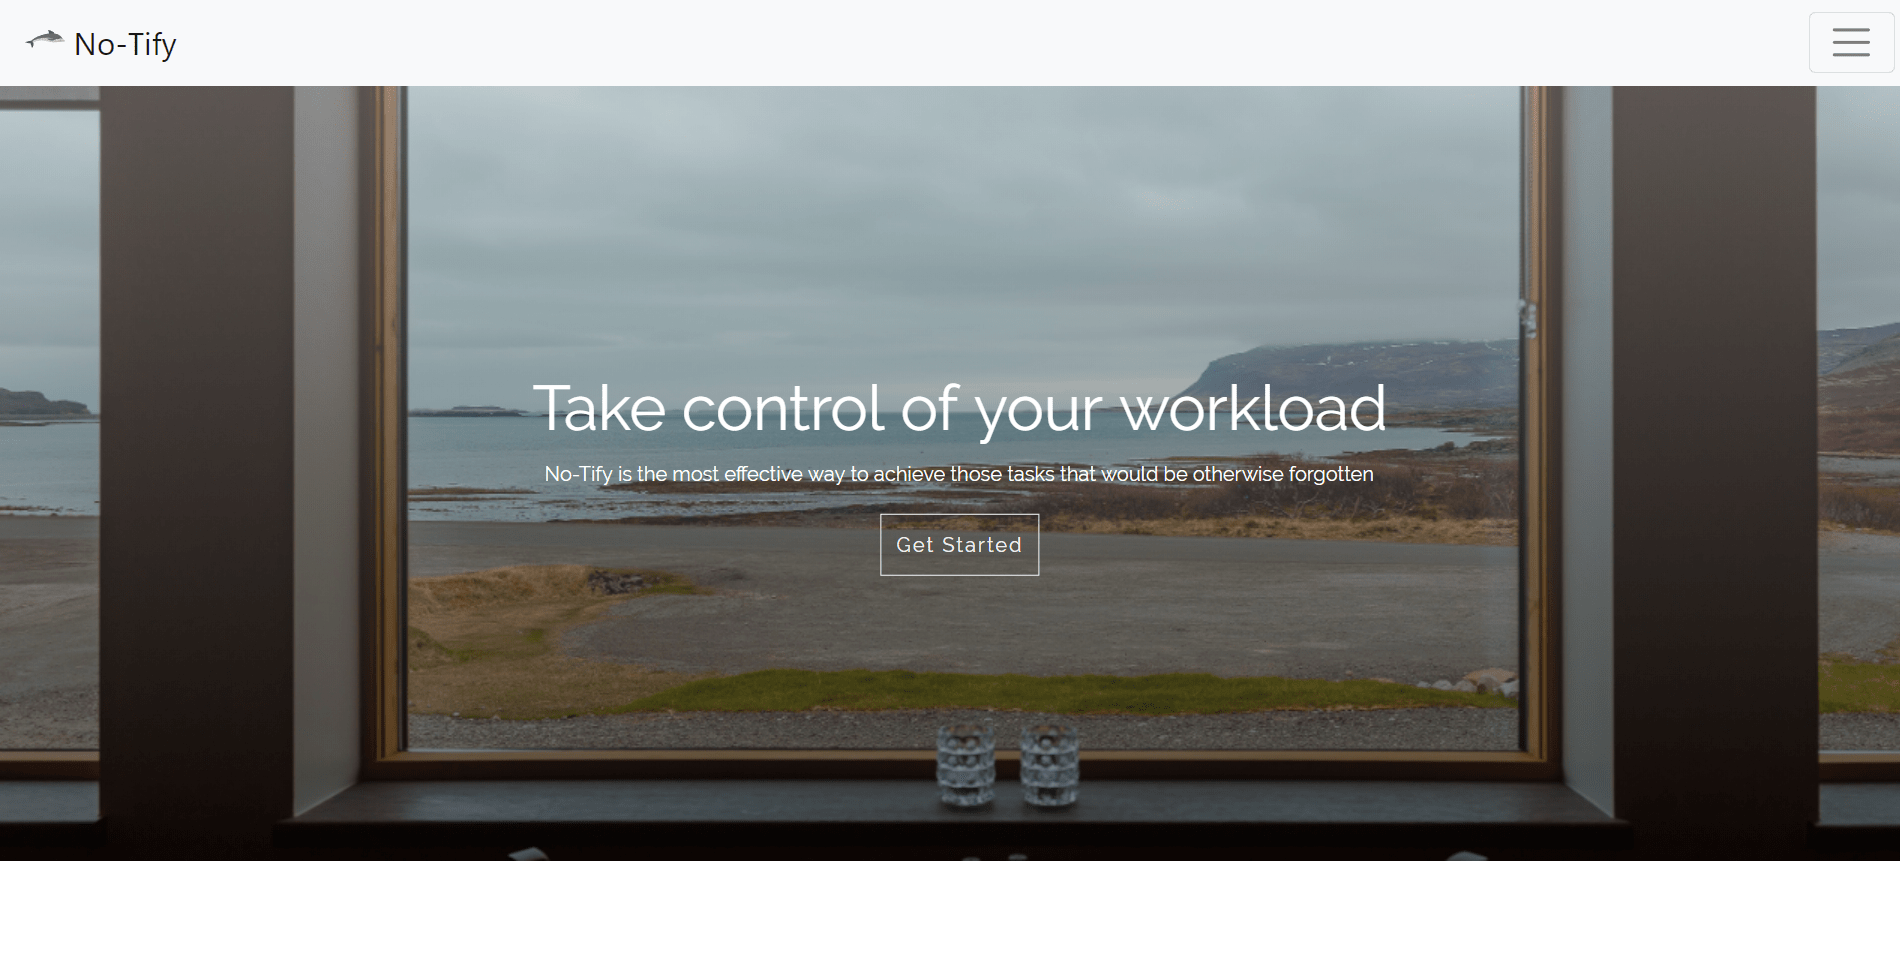 No-Tify
Take control of your workload
No-Tify is the most effective way to achieve those tasks that would be otherwise forgotten
Get Started